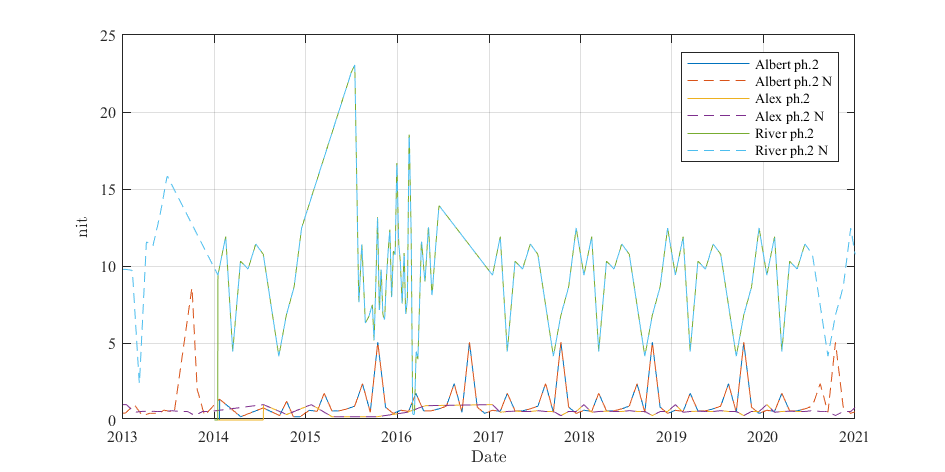 25
20
15
10
5
0
nit
2013 2014 2015 2016 2017 2018 2019 2020 2021
Date
Albert ph.2
Albert ph.2 N
Alex ph.2
Alex ph.2 N
River ph.2
River ph.2 N